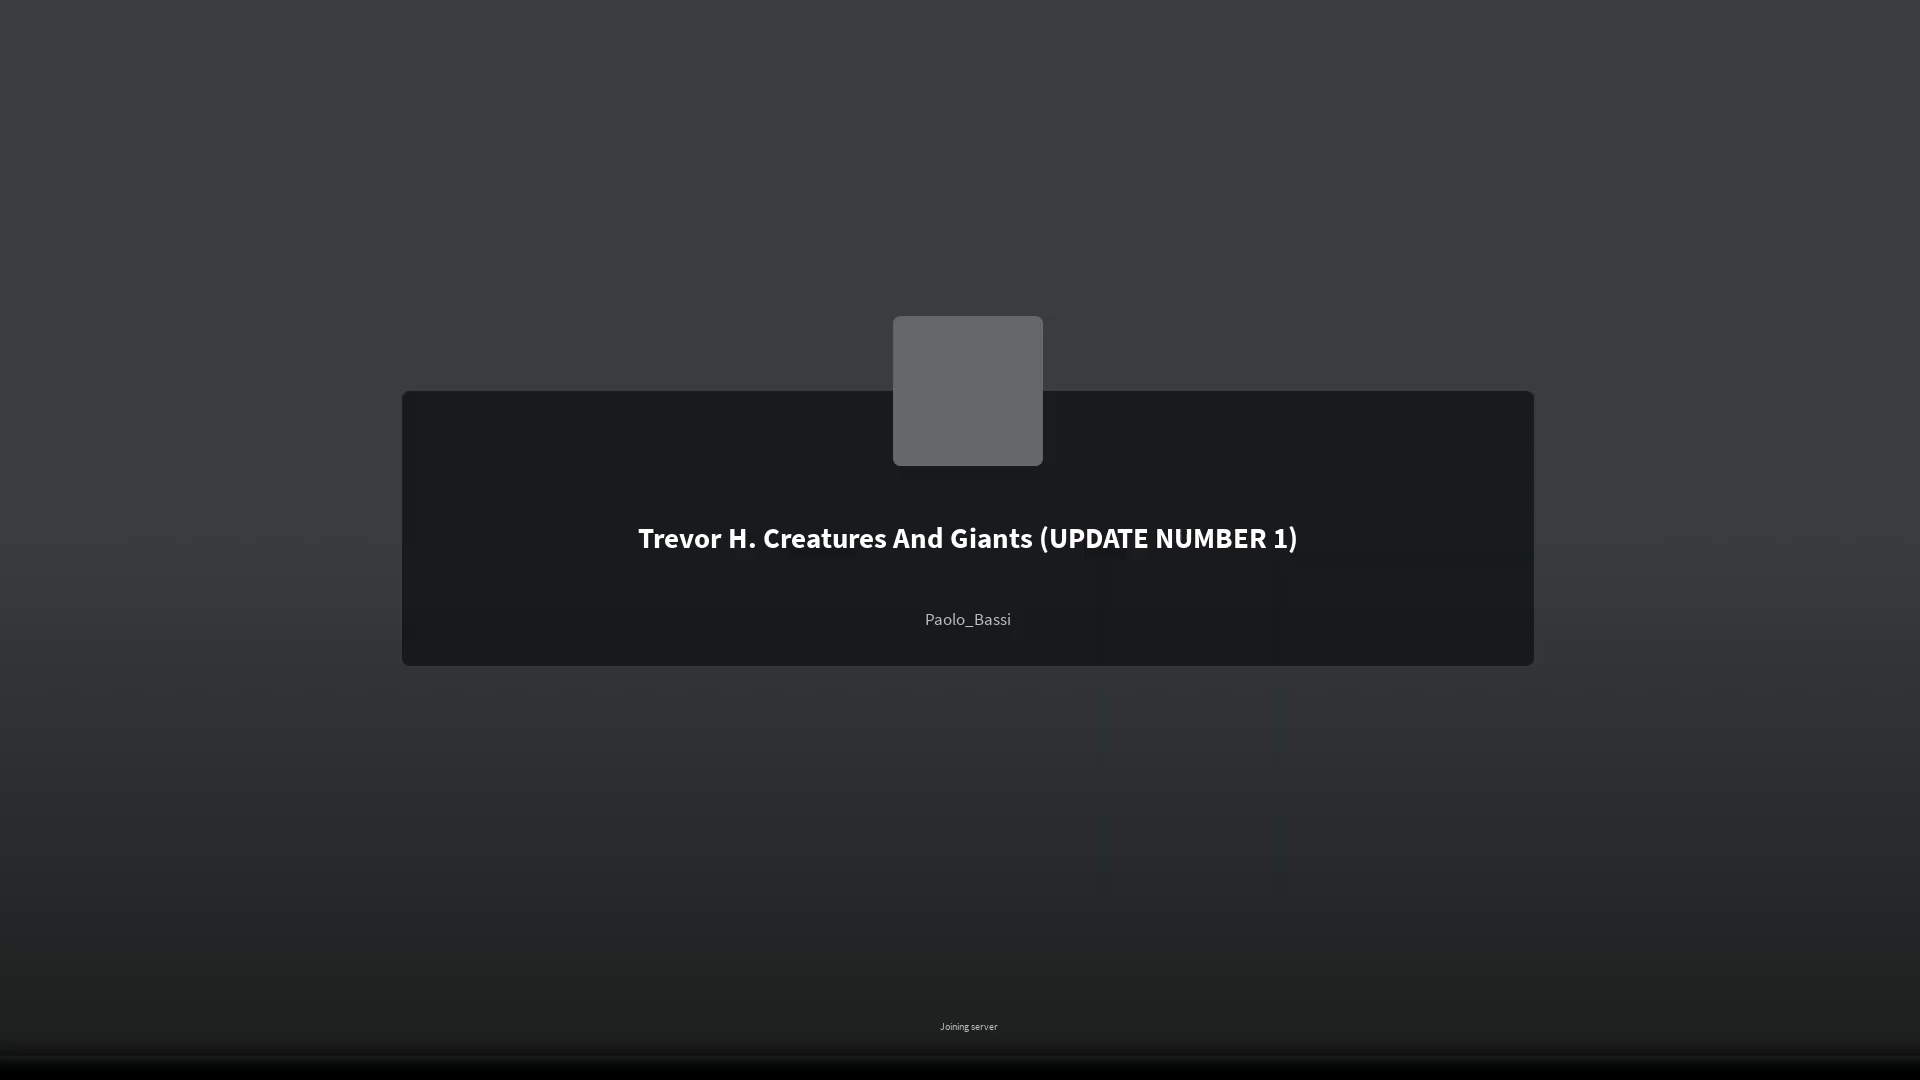 Trevor H. Creatures And Giants (UPDATE NUMBER 1)
Paolo_Bassi
Joining server